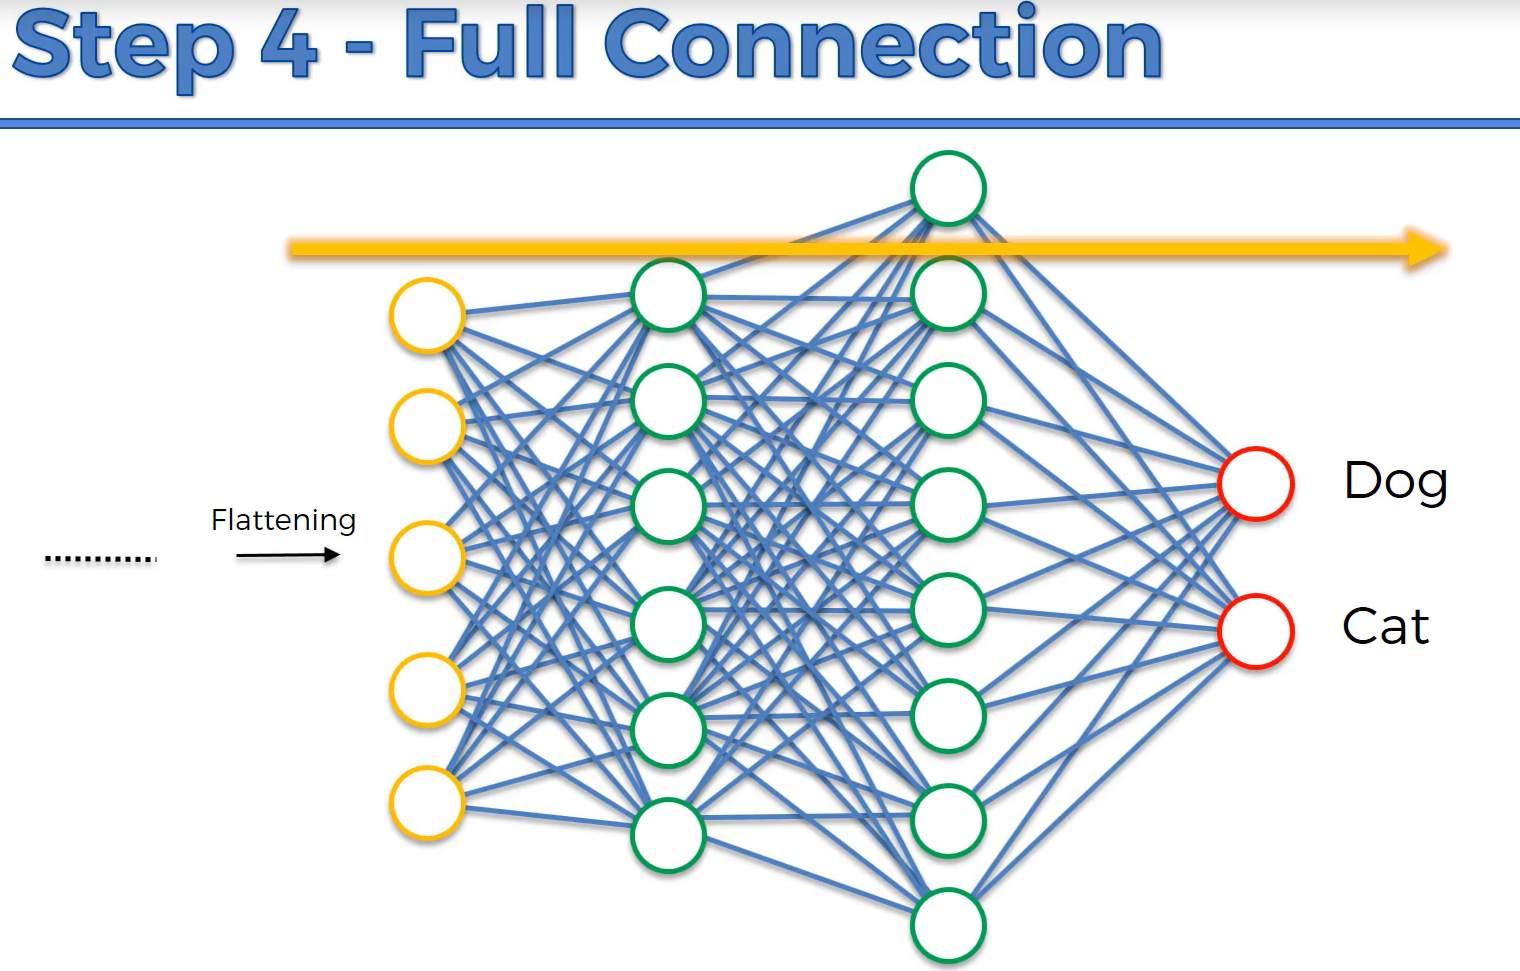 Step 4 - Full Connection
Flattening
Dog
Cat